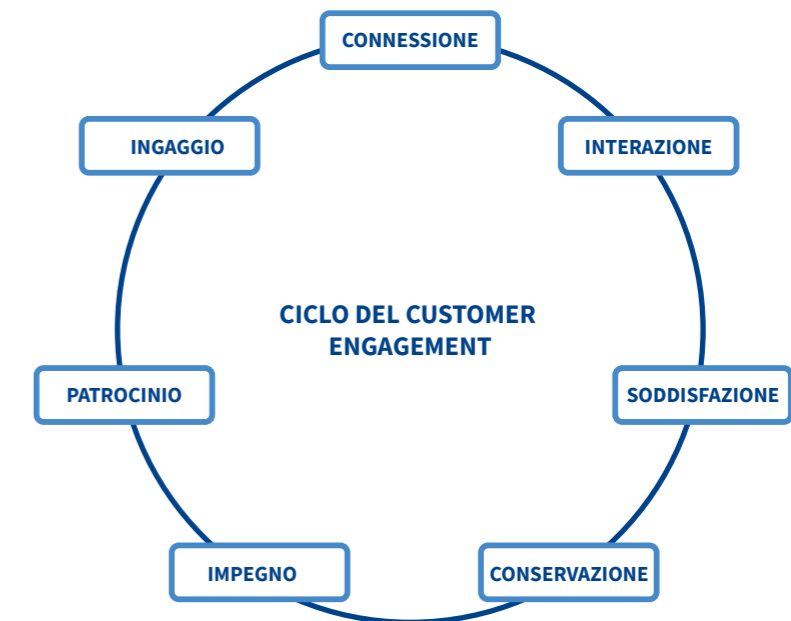 CONNESSIONE
INGAGGIO
INTERAZIONE
CICLO DEL CUSTOMER
ENGAGEMENT
PATROCINIO
SODDISFAZIONE
IMPEGNO
CONSERVAZIONE